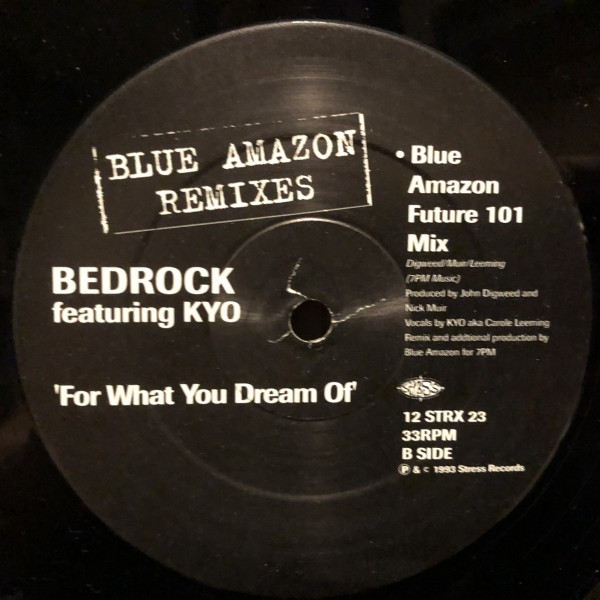 BLUE AMAZON
REMIXES
BEDROCK
featuring KYO
'For What You Dream Of'
• Blue
Amazon
Future 101
Mix
Digweed/Muir/Leeming
(7PM Music)
Produced by John Digweed and
Nick Muir
Vocals by KYO aka Carole Leeming
Remix and addtional production by
Blue Amazon for 7PM
STRESS
12 STRX 23
33RPM
B SIDE
℗ & < 1993 Stress Records